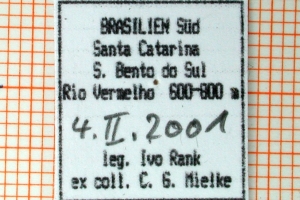 BRASILIEN Süd
Santa Catarina
S. Bento do Sul
Rio Vermelho 600-800 m
4. II. 2001
leg. Ivo Rank
ex coll. C. G. Mielke